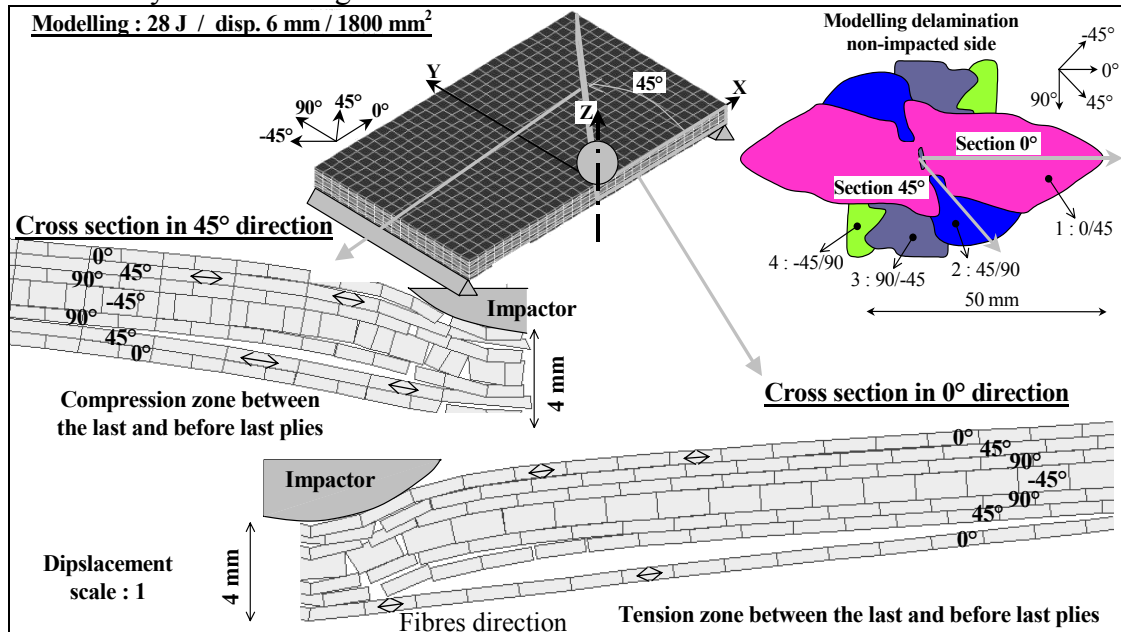 Modelling : 28 J / disp. 6 mm / 1800 mm²
Y
X
Z
45°
90°
45°
0°
-45°
Modelling delamination
non-impacted side
-45°
0°
45°
90°
Section 0°
Section 45°
1 : 0/45
4 : -45/90
3 : 90/-45
2 : 45/90
50 mm
Cross section in 45° direction
0°
45°
90°
-45°
90°
45°
0°
Impactor
4 mm
Compression zone between
the last and before last plies
Cross section in 0° direction
Impactor
0°
45°
90°
-45°
90°
45°
0°
Dipslacement
scale : 1
4 mm
Fibres direction
Tension zone between the last and before last plies